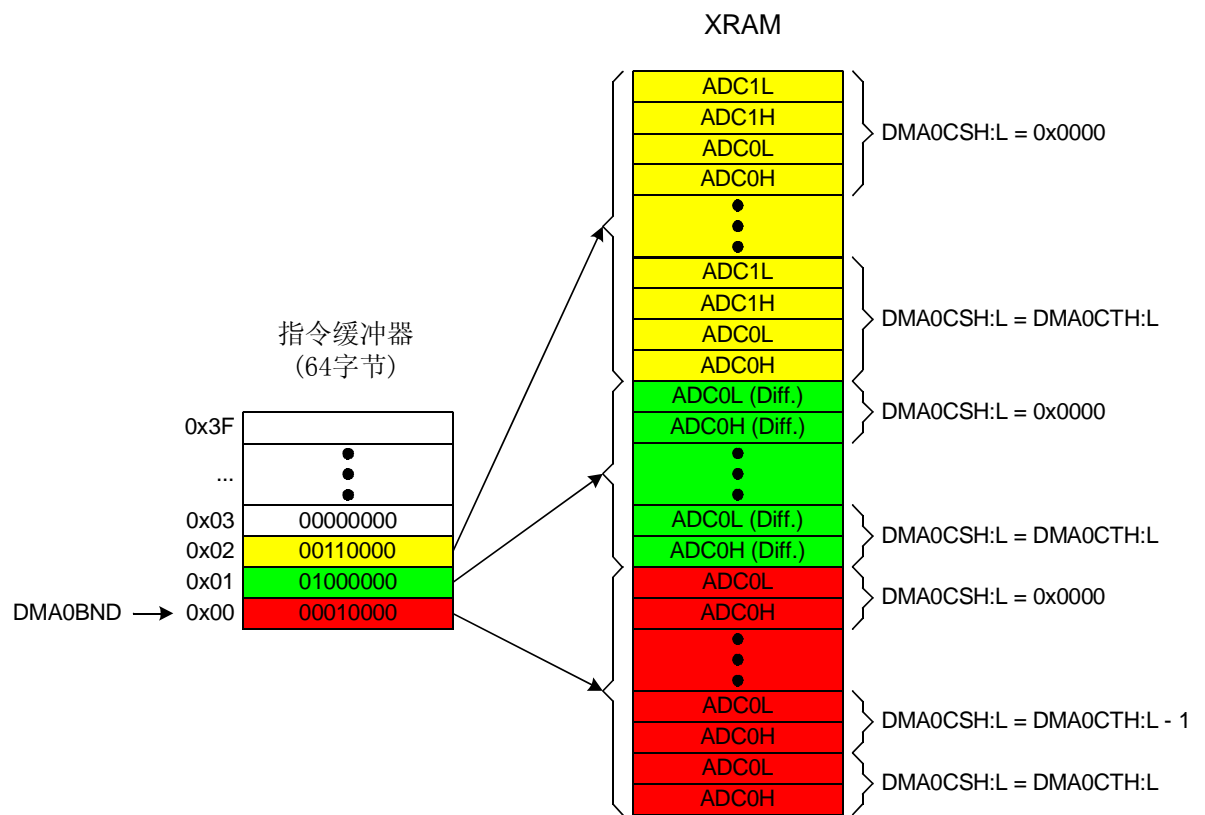 XRAM
ADC1L
ADC1H
ADC0L
ADC0H
DMA0CSH:L = 0x0000
ADC1L
ADC1H
ADC0L
ADC0H
DMA0CSH:L = DMA0CTH:L
ADC0L (Diff.)
ADC0H (Diff.)
DMA0CSH:L = 0x0000
ADC0L (Diff.)
ADC0H (Diff.)
DMA0CSH:L = DMA0CTH:L
ADC0L
ADC0H
DMA0CSH:L = 0x0000
ADC0L
ADC0H
DMA0CSH:L = DMA0CTH:L - 1
ADC0L
ADC0H
DMA0CSH:L = DMA0CTH:L
指令缓冲器
(64字节)
0x3F
...
0x03 00000000
0x02 00110000
0x01 01000000
DMA0BND 0x00 00010000